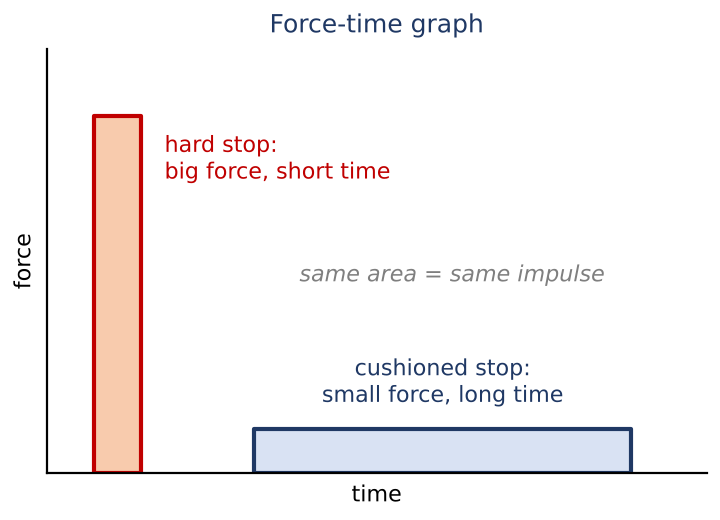 Force-time graph
hard stop:
big force, short time
force
same area = same impulse
cushioned stop:
small force, long time
time